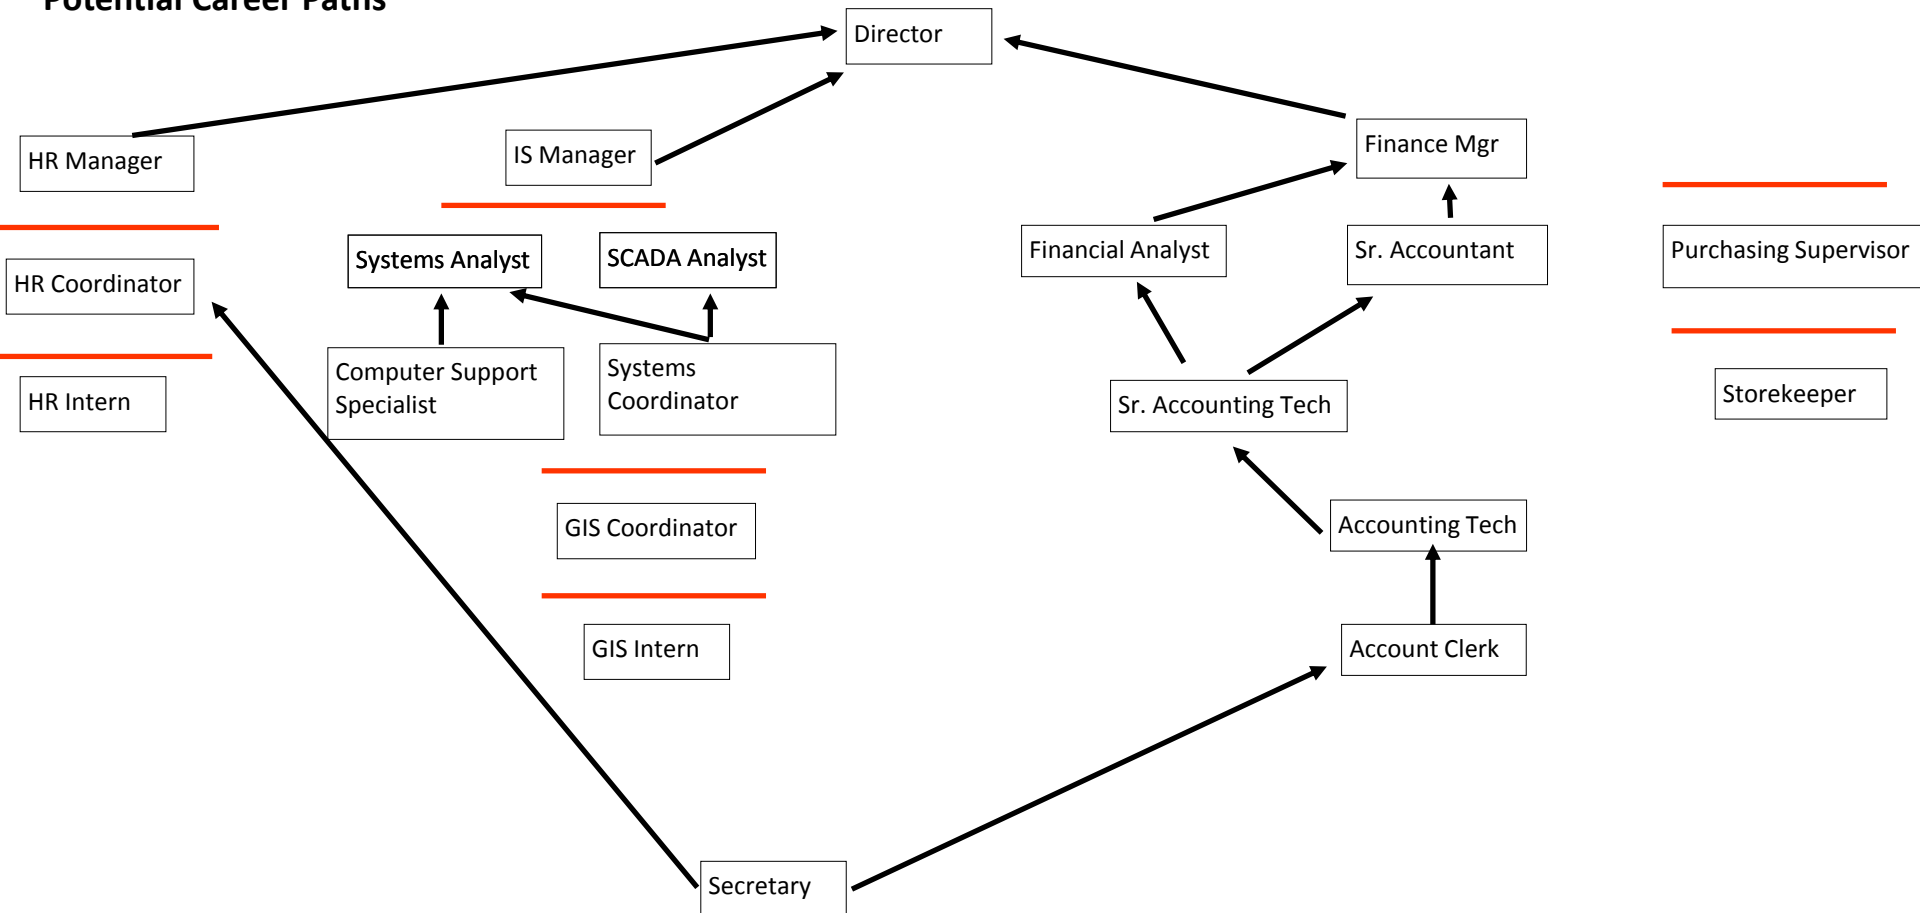 Potential Career Paths
Director
HR Manager
IS Manager
Finance Mgr
HR Coordinator
Systems Analyst
SCADA Analyst
Financial Analyst
Sr. Accountant
Purchasing Supervisor
HR Intern
Computer Support
Specialist
Systems
Coordinator
Sr. Accounting Tech
Storekeeper
GIS Coordinator
Accounting Tech
GIS Intern
Account Clerk
Secretary